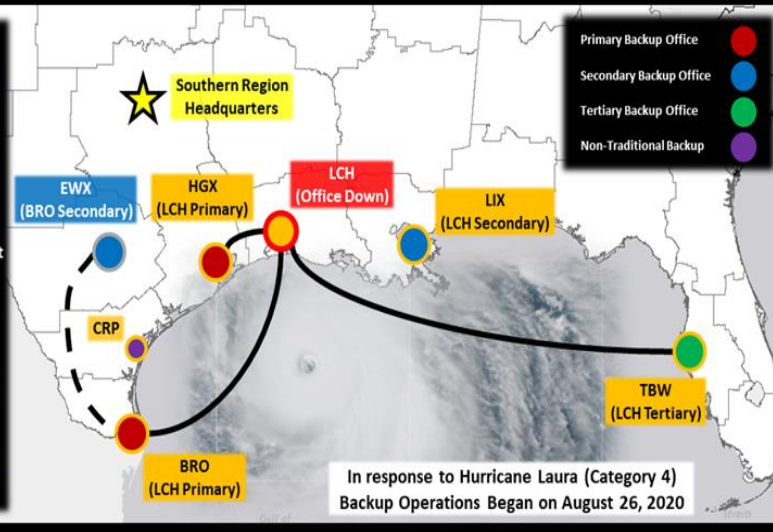 Primary Backup Office
Secondary Backup Office
Tertiary Backup Office
Non-Traditional Backup
Southern Region
Headquarters
EWX
(BRO Secondary)
HGX
(LCH Primary)
LCH
(Office Down)
LIX
(LCH Secondary)
CRP
TBW
(LCH Tertiary)
BRO
(LCH Primary)
In response to Hurricane Laura (Category 4)
Backup Operations Began on August 26, 2020
Gulf of